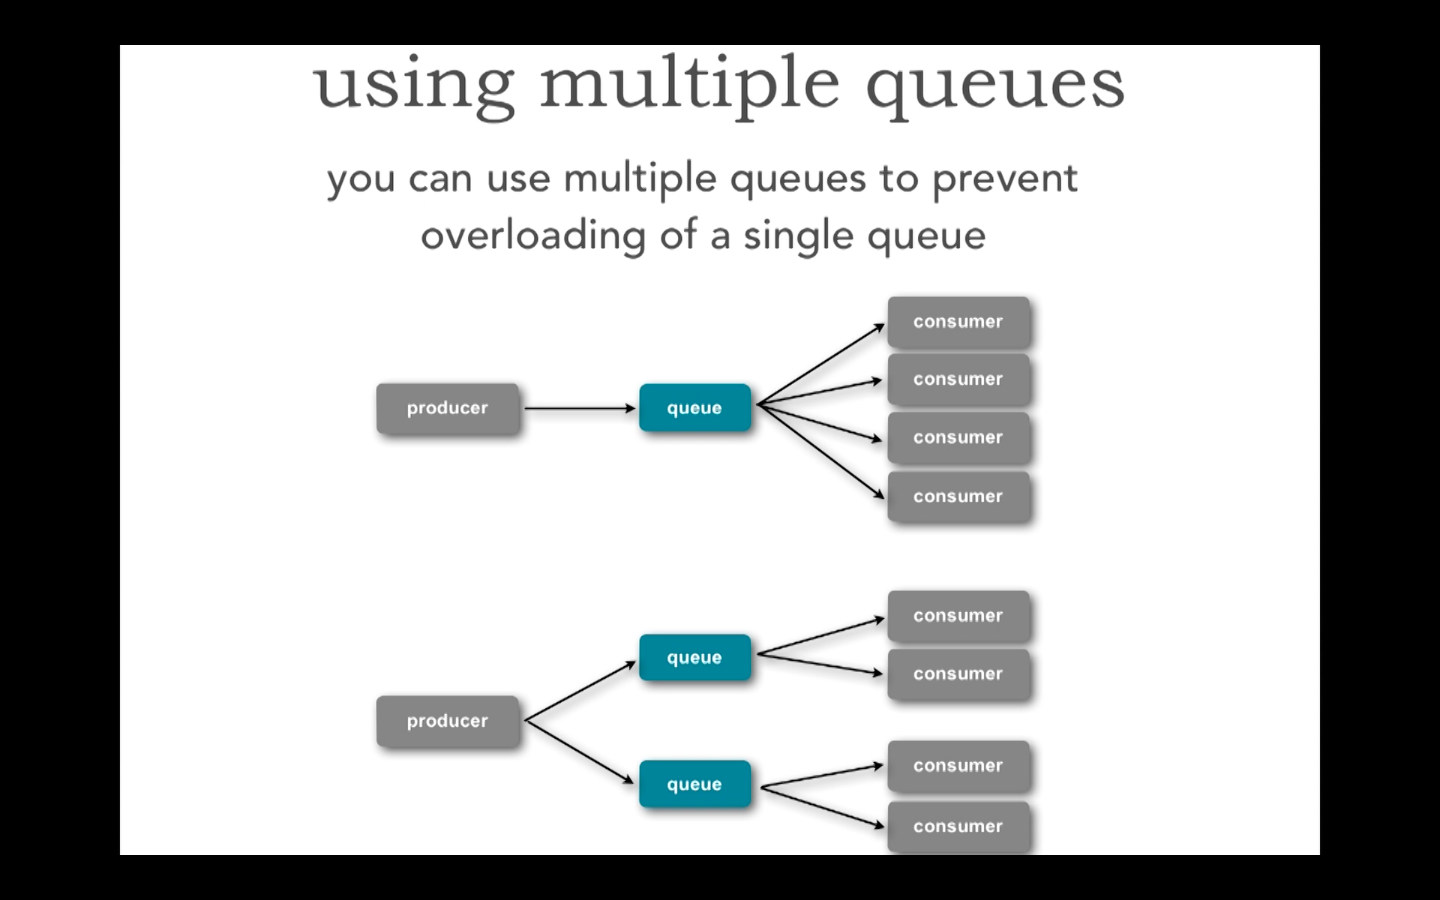 using multiple queues
you can use multiple queues to prevent
overloading of a single queue
producer
queue
consumer
consumer
consumer
consumer
producer
queue
queue
consumer
consumer
consumer
consumer